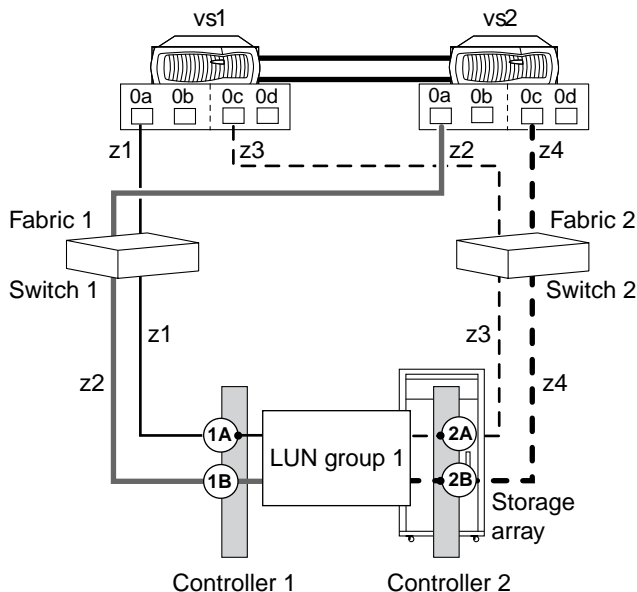 vs1 vs2
0a 0b 0c 0d 0a 0b 0c 0d
z1 z3 z2 z4
Fabric 1 Fabric 2
Switch 1 Switch 2
z1 z3
z2 z4
1A LUN group 1 2A
1B 2B
Storage
array
Controller 1 Controller 2